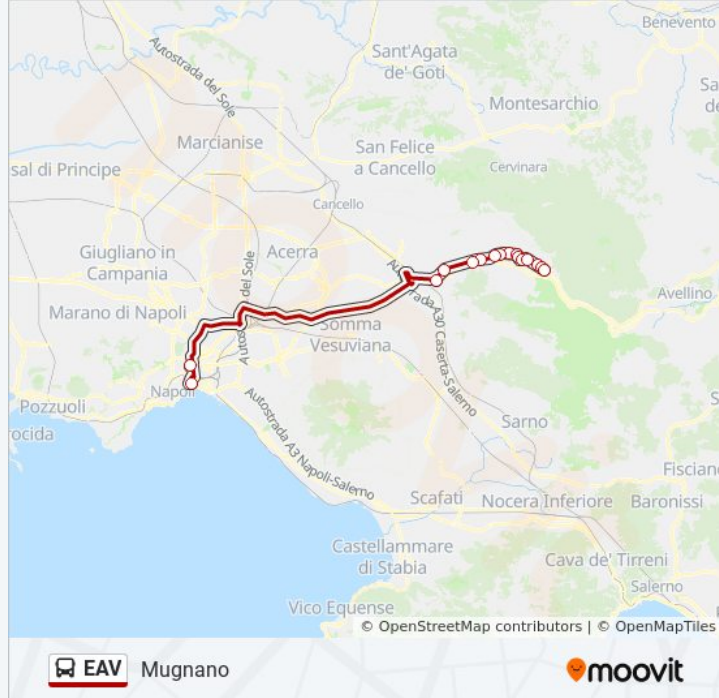 Benevento
Autostrada del Sole
Sant'Agata
de' Goti
Sa
de
Montesarchio
Marcianise
San Felice
a Cancello
sal di Principe
Cervinara
Cancello
Giugliano in
Campania
Acerra
Autostrada del Sole
Autostrada A30 Caserta-Salerno
Avellino
Marano di Napoli
Somma
Vesuviana
Napoli
Pozzuoli
Autostrada A3 Napoli-Salerno
S
Sarno
rocida
Fisciano
Scafati
Nocera Inferiore
Baronissi
Castellammare
di Stabia
Cava de' Tirreni
Salerno
Vico Equense
© OpenStreetMap contributors | © OpenMapTiles
EAV Mugnano
moovit